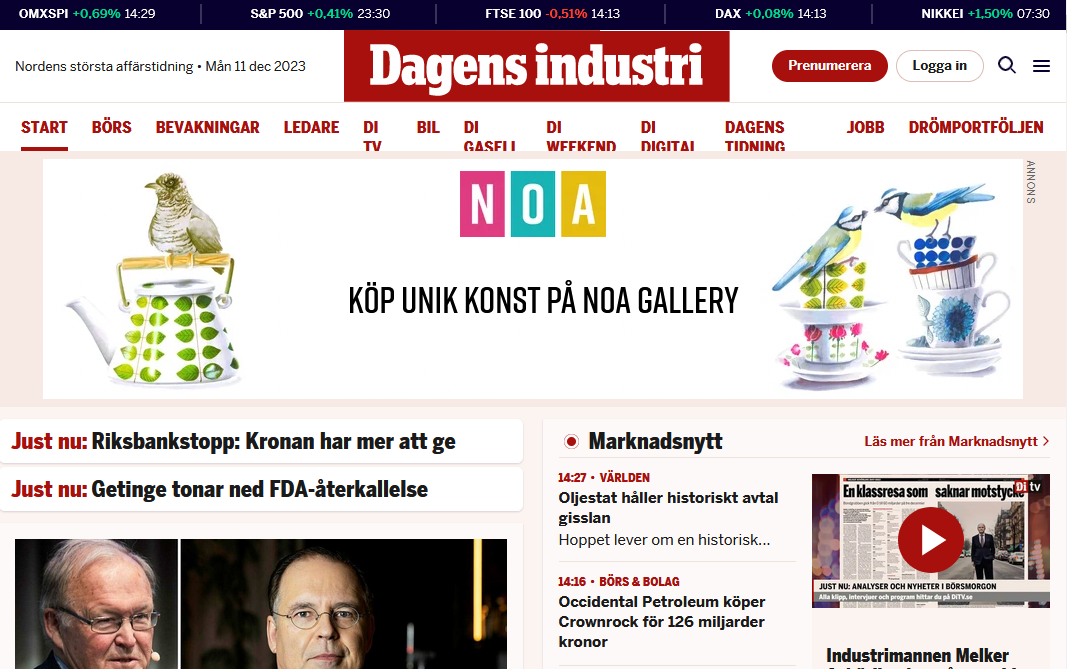 OMXSPI +0,69% 14:29
S&P 500 +0,41% 23:30
FTSE 100 -0,51% 14:13
DAX +0,08% 14:13
NIKKEI +1,50% 07:30
Nordens största affärstidning • Mån 11 dec 2023
Dagens industri
Prenumerera
Logga in
START
BÖRS
BEVAKNINGAR
LEDARE
DI
TV
BIL
DI
GASELL
DI
WEEKEND
DI
DIGITAL
DAGENS
TIDNING
JOBB
DRÖMPORTFÖLJEN
ANNONS
NOA
KÖP UNIK KONST PÅ NOA GALLERY
Just nu: Riksbankstopp: Kronan har mer att ge
Just nu: Getinge tonar ned FDA-återkallelse
Marknadsnytt
Läs mer från Marknadsnytt
14:27 • VÄRLDEN
Oljestat håller historiskt avtal
gisslan
Hoppet lever om en historisk...
14:16 • BÖRS & BOLAG
Occidental Petroleum köper
Crownrock för 126 miljarder
kronor
Di tv
En klassresa som saknar motstycke
JUST NU: ANALYSER OCH NYHETER I BÖRSMORGON
Alla klipp, intervjuer och program hittar du på DiTV.se
Industrimannen Melker